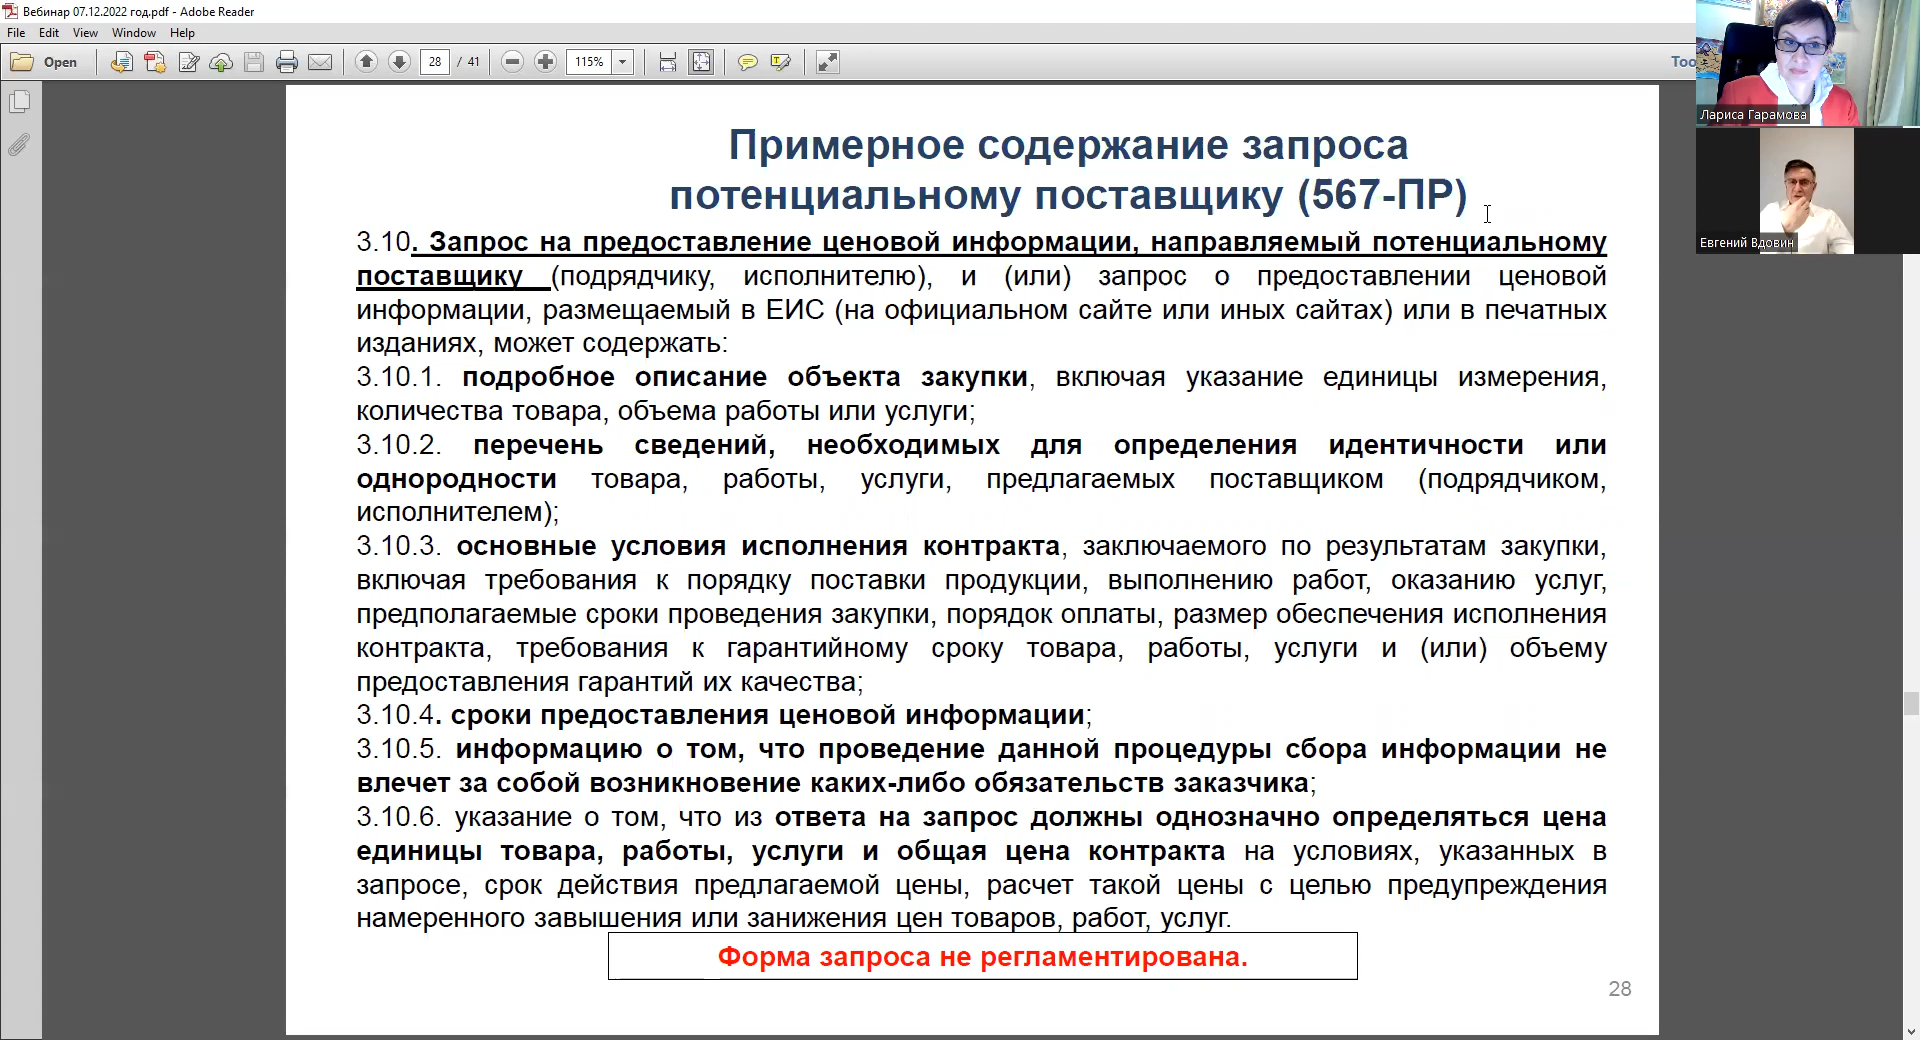 Вебинар 07.12.2022 год.pdf - Adobe Reader
File Edit View Window Help
Open 28 / 41 115%
Лариса Гарамова
Евгений Вдовин
Примерное содержание запроса
потенциальному поставщику (567-ПР)
3.10. Запрос на предоставление ценовой информации, направляемый потенциальному
поставщику (подрядчику, исполнителю), и (или) запрос о предоставлении ценовой
информации, размещаемый в ЕИС (на официальном сайте или иных сайтах) или в печатных
изданиях, может содержать:
3.10.1. подробное описание объекта закупки, включая указание единицы измерения,
количества товара, объема работы или услуги;
3.10.2. перечень сведений, необходимых для определения идентичности или
однородности товара, работы, услуги, предлагаемых поставщиком (подрядчиком,
исполнителем);
3.10.3. основные условия исполнения контракта, заключаемого по результатам закупки,
включая требования к порядку поставки продукции, выполнению работ, оказанию услуг,
предполагаемые сроки проведения закупки, порядок оплаты, размер обеспечения исполнения
контракта, требования к гарантийному сроку товара, работы, услуги и (или) объему
предоставления гарантий их качества;
3.10.4. сроки предоставления ценовой информации;
3.10.5. информацию о том, что проведение данной процедуры сбора информации не
влечет за собой возникновение каких-либо обязательств заказчика;
3.10.6. указание о том, что из ответа на запрос должны однозначно определяться цена
единицы товара, работы, услуги и общая цена контракта на условиях, указанных в
запросе, срок действия предлагаемой цены, расчет такой цены с целью предупреждения
намеренного завышения или занижения цен товаров, работ, услуг.
Форма запроса не регламентирована.
28